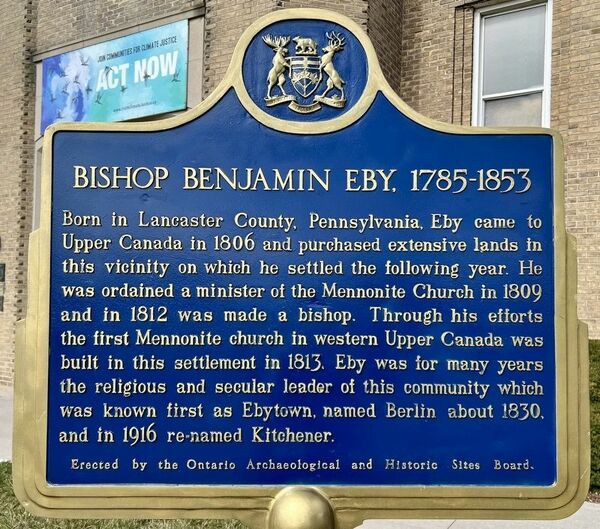 JOIN COMMUNITIES FOR CLIMATE JUSTICE
ACT NOW
BISHOP BENJAMIN EBY, 1785-1853
Born in Lancaster County, Pennsylvania, Eby came to
Upper Canada in 1806 and purchased extensive lands in
this vicinity on which he settled the following year. He
was ordained a minister of the Mennonite Church in 1809
and in 1812 was made a bishop. Through his efforts
the first Mennonite church in western Upper Canada was
built in this settlement in 1813. Eby was for many years
the religious and secular leader of this community which
was known first as Ebytown, named Berlin about 1830,
and in 1916 re-named Kitchener.
Erected by the Ontario Archaeological and Historic Sites Board.